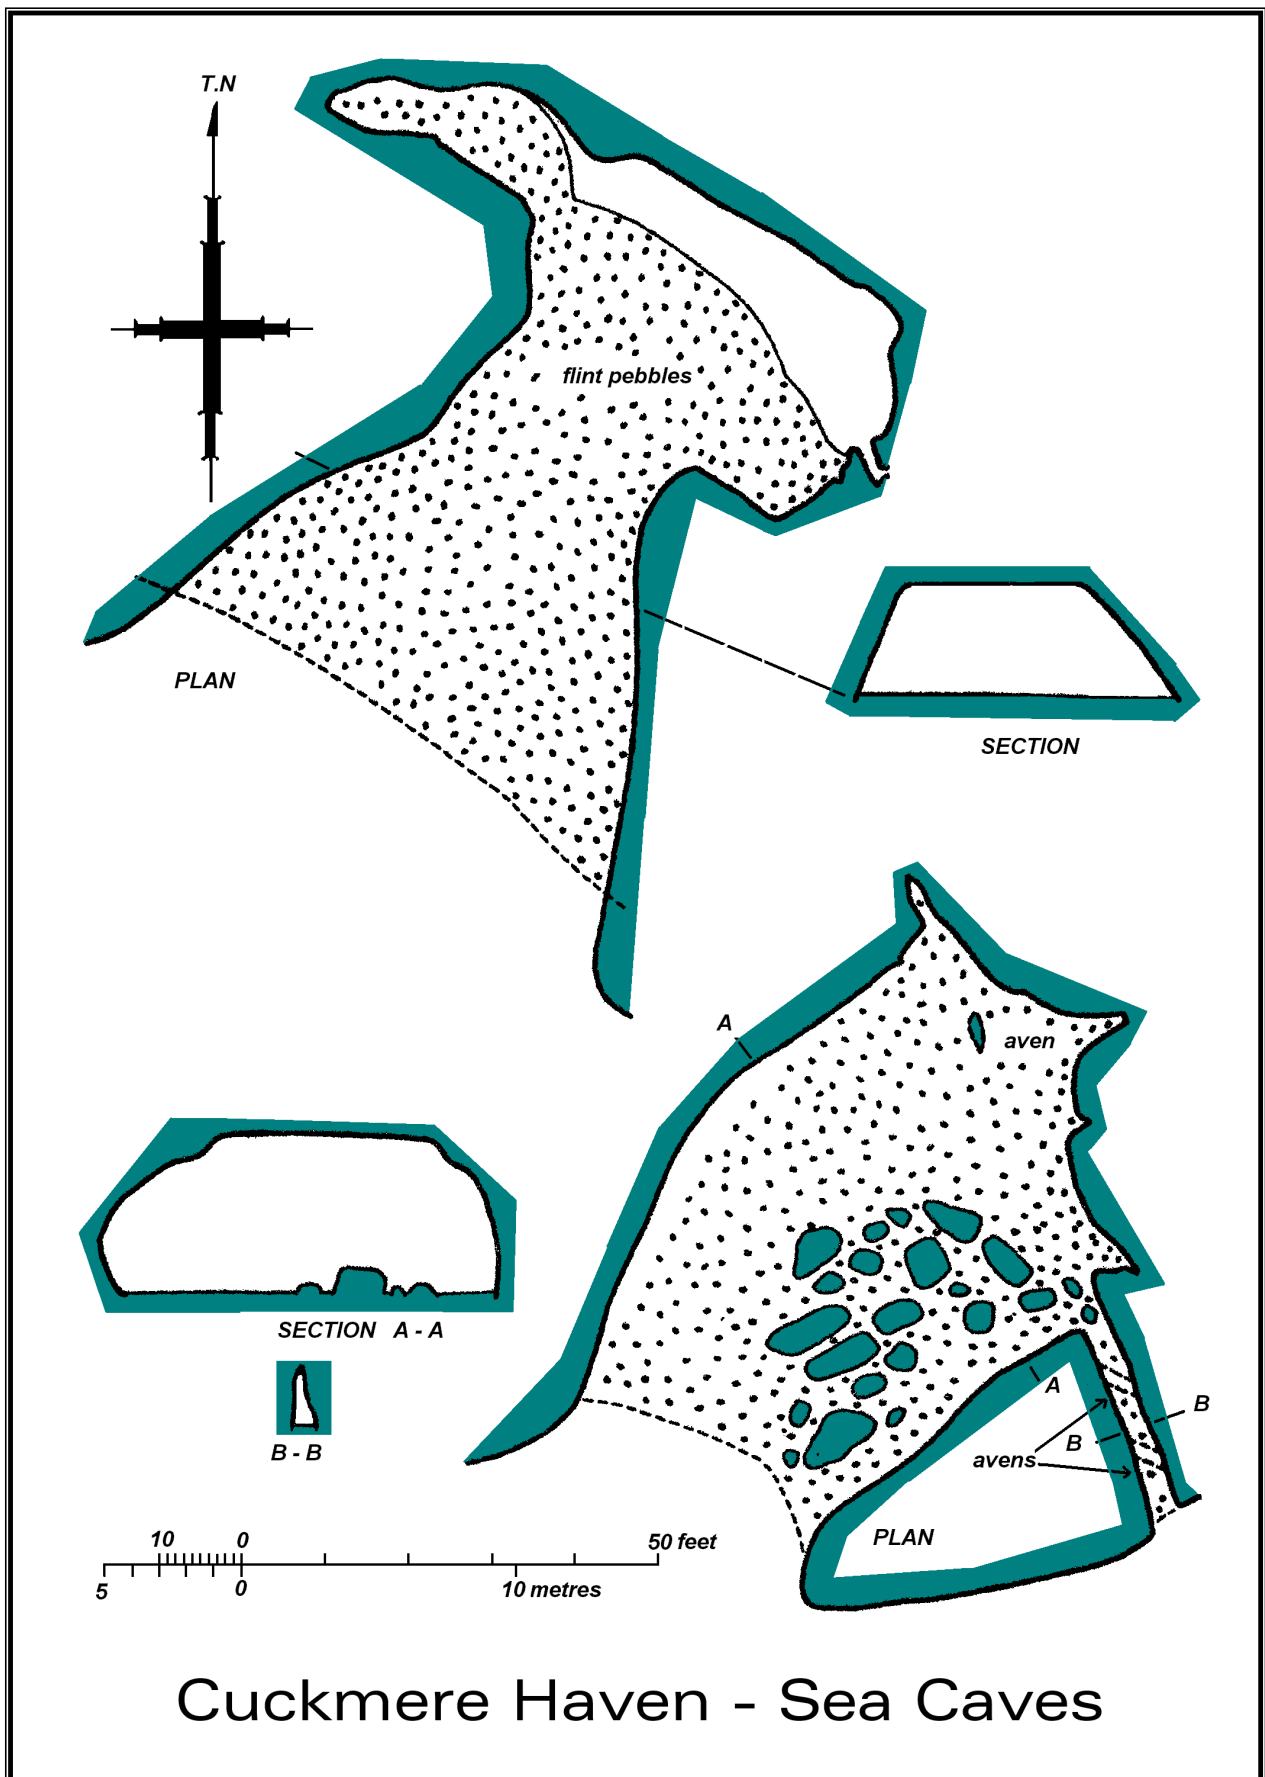 T.N
flint pebbles
PLAN
SECTION
A
aven
SECTION A - A
B - B
A
B
B
avens
PLAN
10 0 50 feet
5 0 10 metres
Cuckmere Haven - Sea Caves